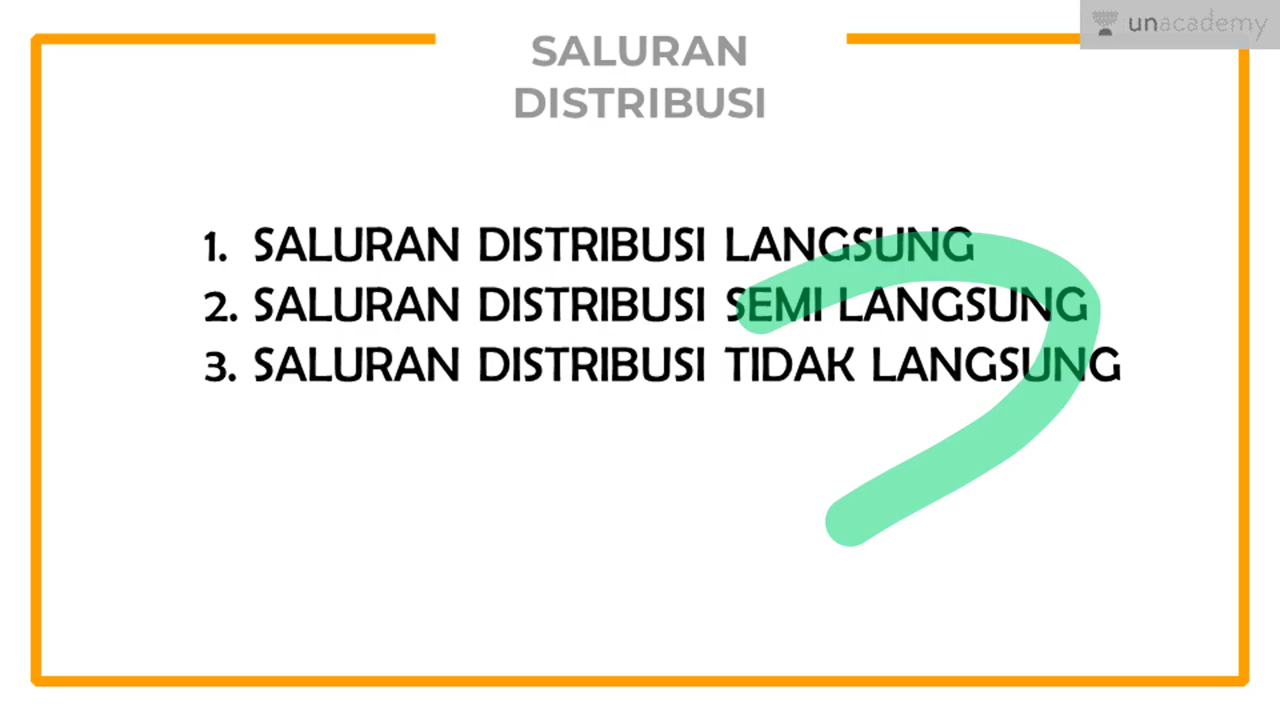 unacademy
SALURAN
DISTRIBUSI
1. SALURAN DISTRIBUSI LANGSUNG
2. SALURAN DISTRIBUSI SEMI LANGSUNG
3. SALURAN DISTRIBUSI TIDAK LANGSUNG